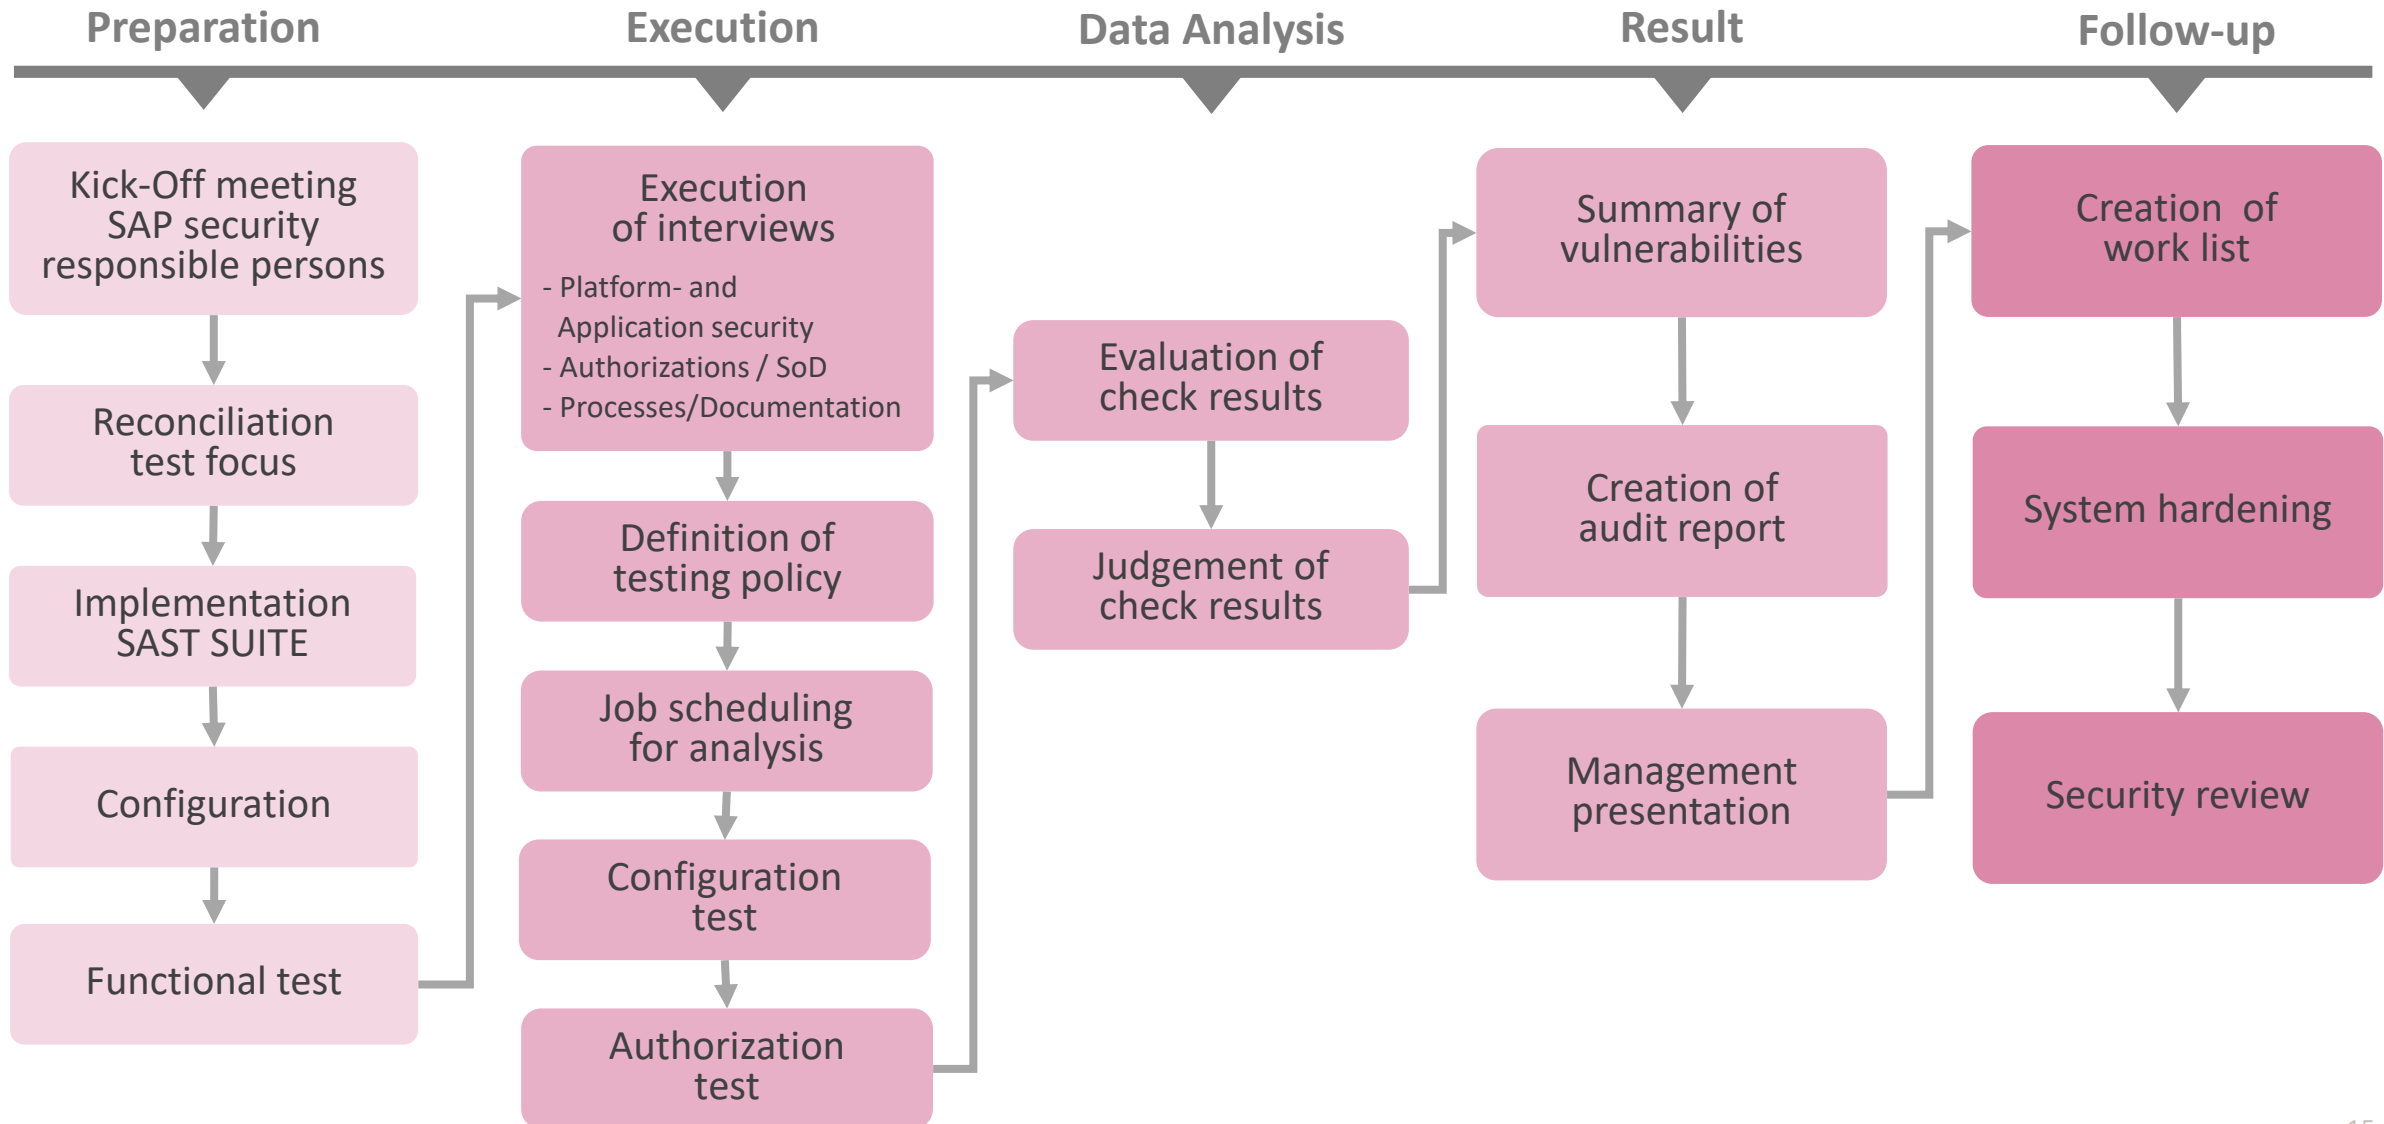 Preparation
Execution
Data Analysis
Result
Follow-up
Kick-Off meeting
SAP security
responsible persons
Reconciliation
test focus
Implementation
SAST SUITE
Configuration
Functional test
Execution
of interviews
- Platform- and
Application security
- Authorizations / SoD
- Processes/Documentation
Definition of
testing policy
Job scheduling
for analysis
Configuration
test
Authorization
test
Evaluation of
check results
Judgement of
check results
Summary of
vulnerabilities
Creation of
audit report
Management
presentation
Creation of
work list
System hardening
Security review